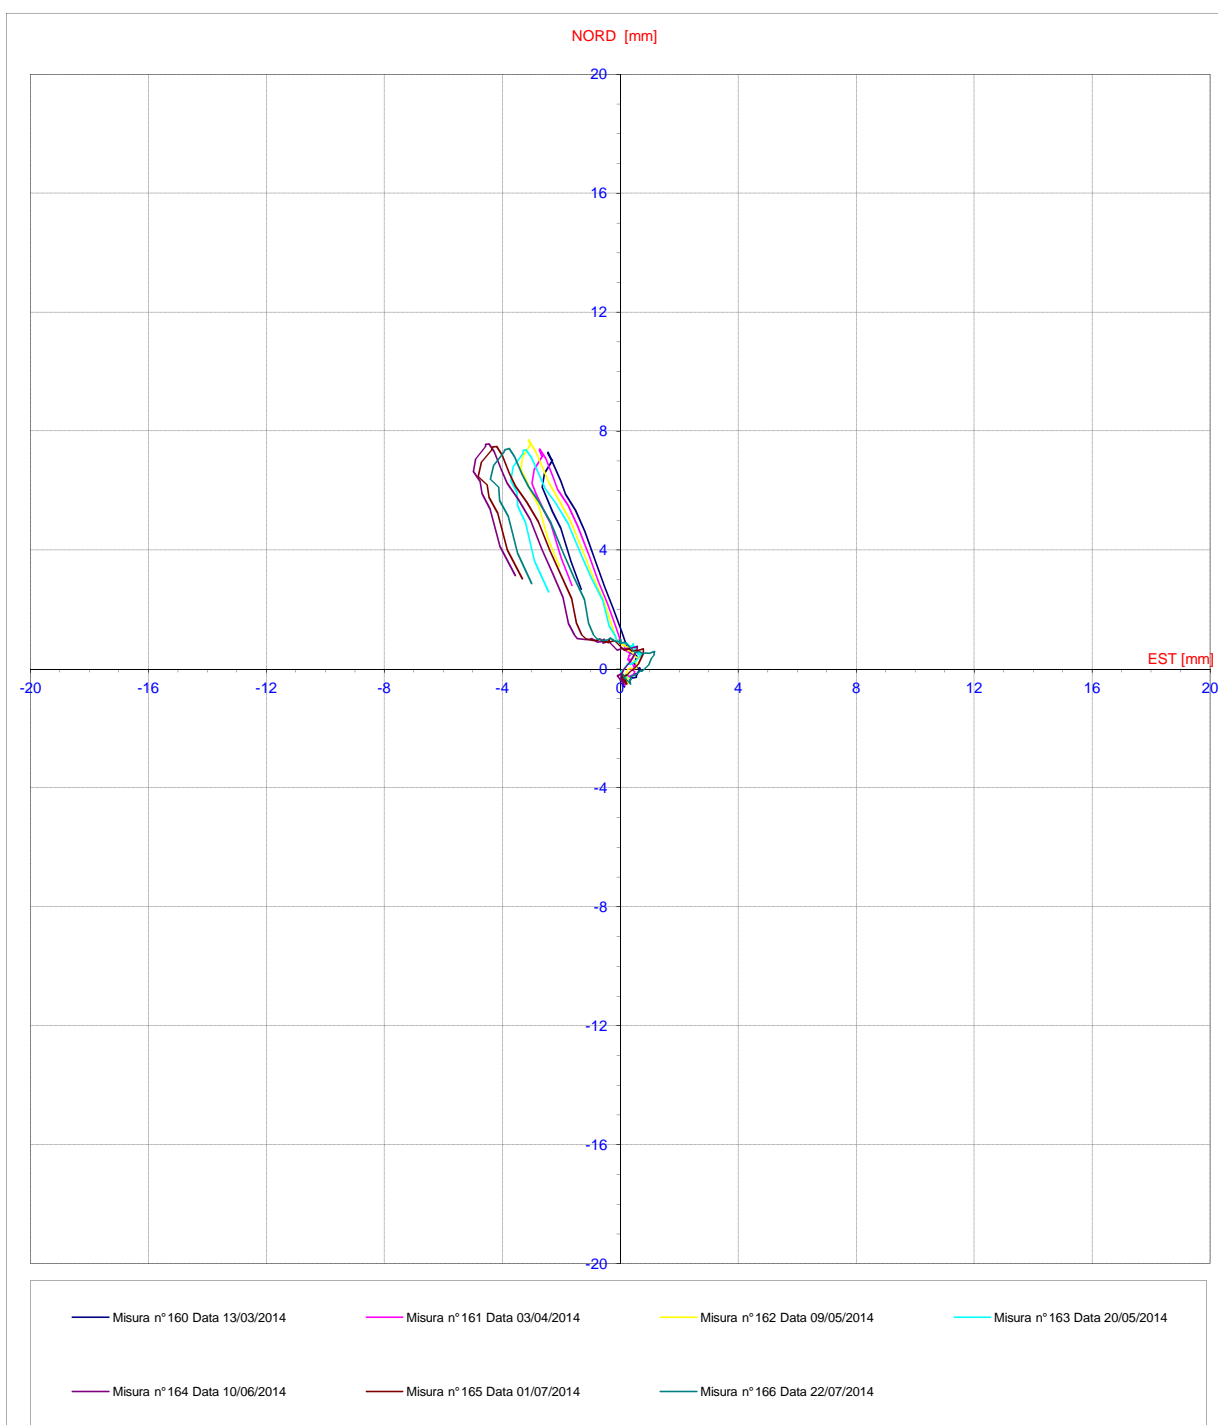 NORD [mm]
20
16
12
8
4
0
EST [mm]
-20 -16 -12 -8 -4 0 4 8 12 16 20
-4
-8
-12
-16
-20
Misura n°160 Data 13/03/2014 Misura n°161 Data 03/04/2014 Misura n°162 Data 09/05/2014 Misura n°163 Data 20/05/2014
Misura n°164 Data 10/06/2014 Misura n°165 Data 01/07/2014 Misura n°166 Data 22/07/2014